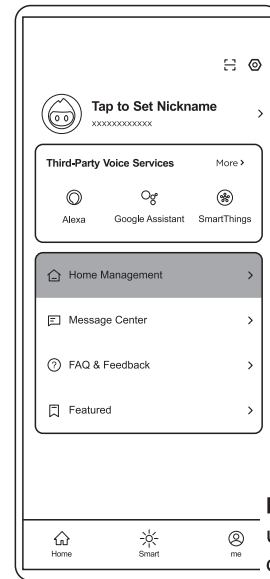 Tap to Set Nickname
xxxxxxxxxxxx
Third-Party Voice Services More
Alexa Google Assistant SmartThings
Home Management
Message Center
FAQ & Feedback
Featured
Home Smart me